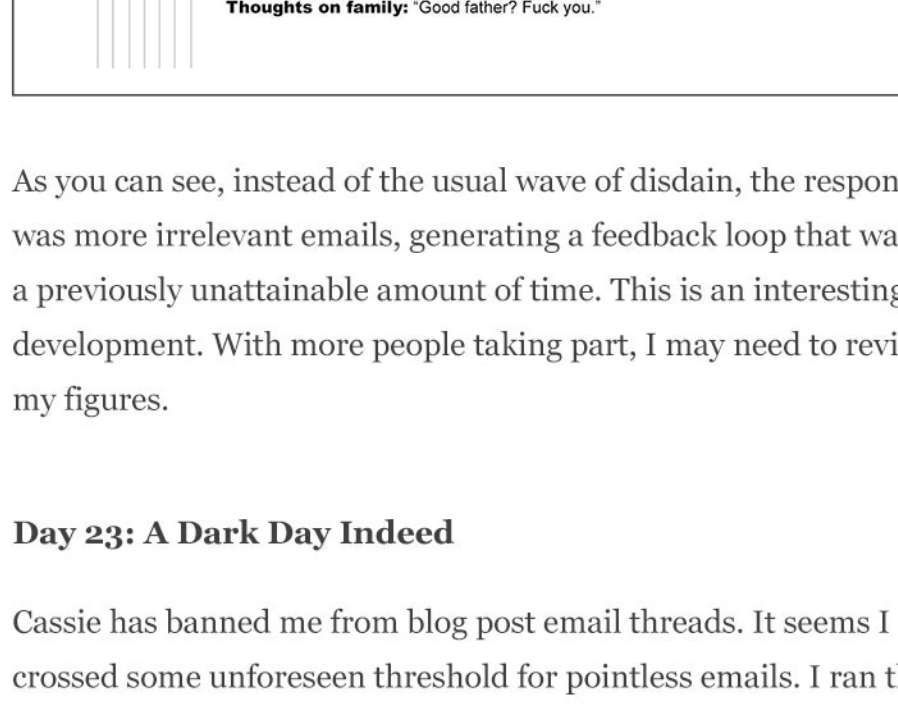 Thoughts on family: "Good father? Fuck you."
As you can see, instead of the usual wave of disdain, the respon
was more irrelevant emails, generating a feedback loop that wa
a previously unattainable amount of time. This is an interesting
development. With more people taking part, I may need to revi
my figures.
Day 23: A Dark Day Indeed
Cassie has banned me from blog post email threads. It seems I
crossed some unforeseen threshold for pointless emails. I ran t